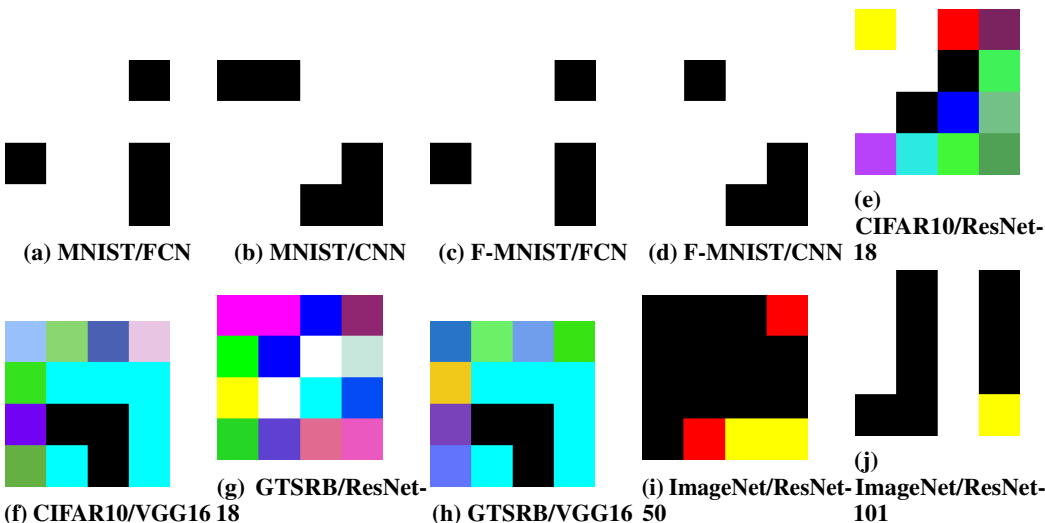 (a) MNIST/FCN
(b) MNIST/CNN
(c) F-MNIST/FCN
(d) F-MNIST/CNN
(e)
CIFAR10/ResNet-
18
(f) CIFAR10/VGG16
(g) GTSRB/ResNet-
18
(h) GTSRB/VGG16
(i) ImageNet/ResNet-
50
(j)
ImageNet/ResNet-
101